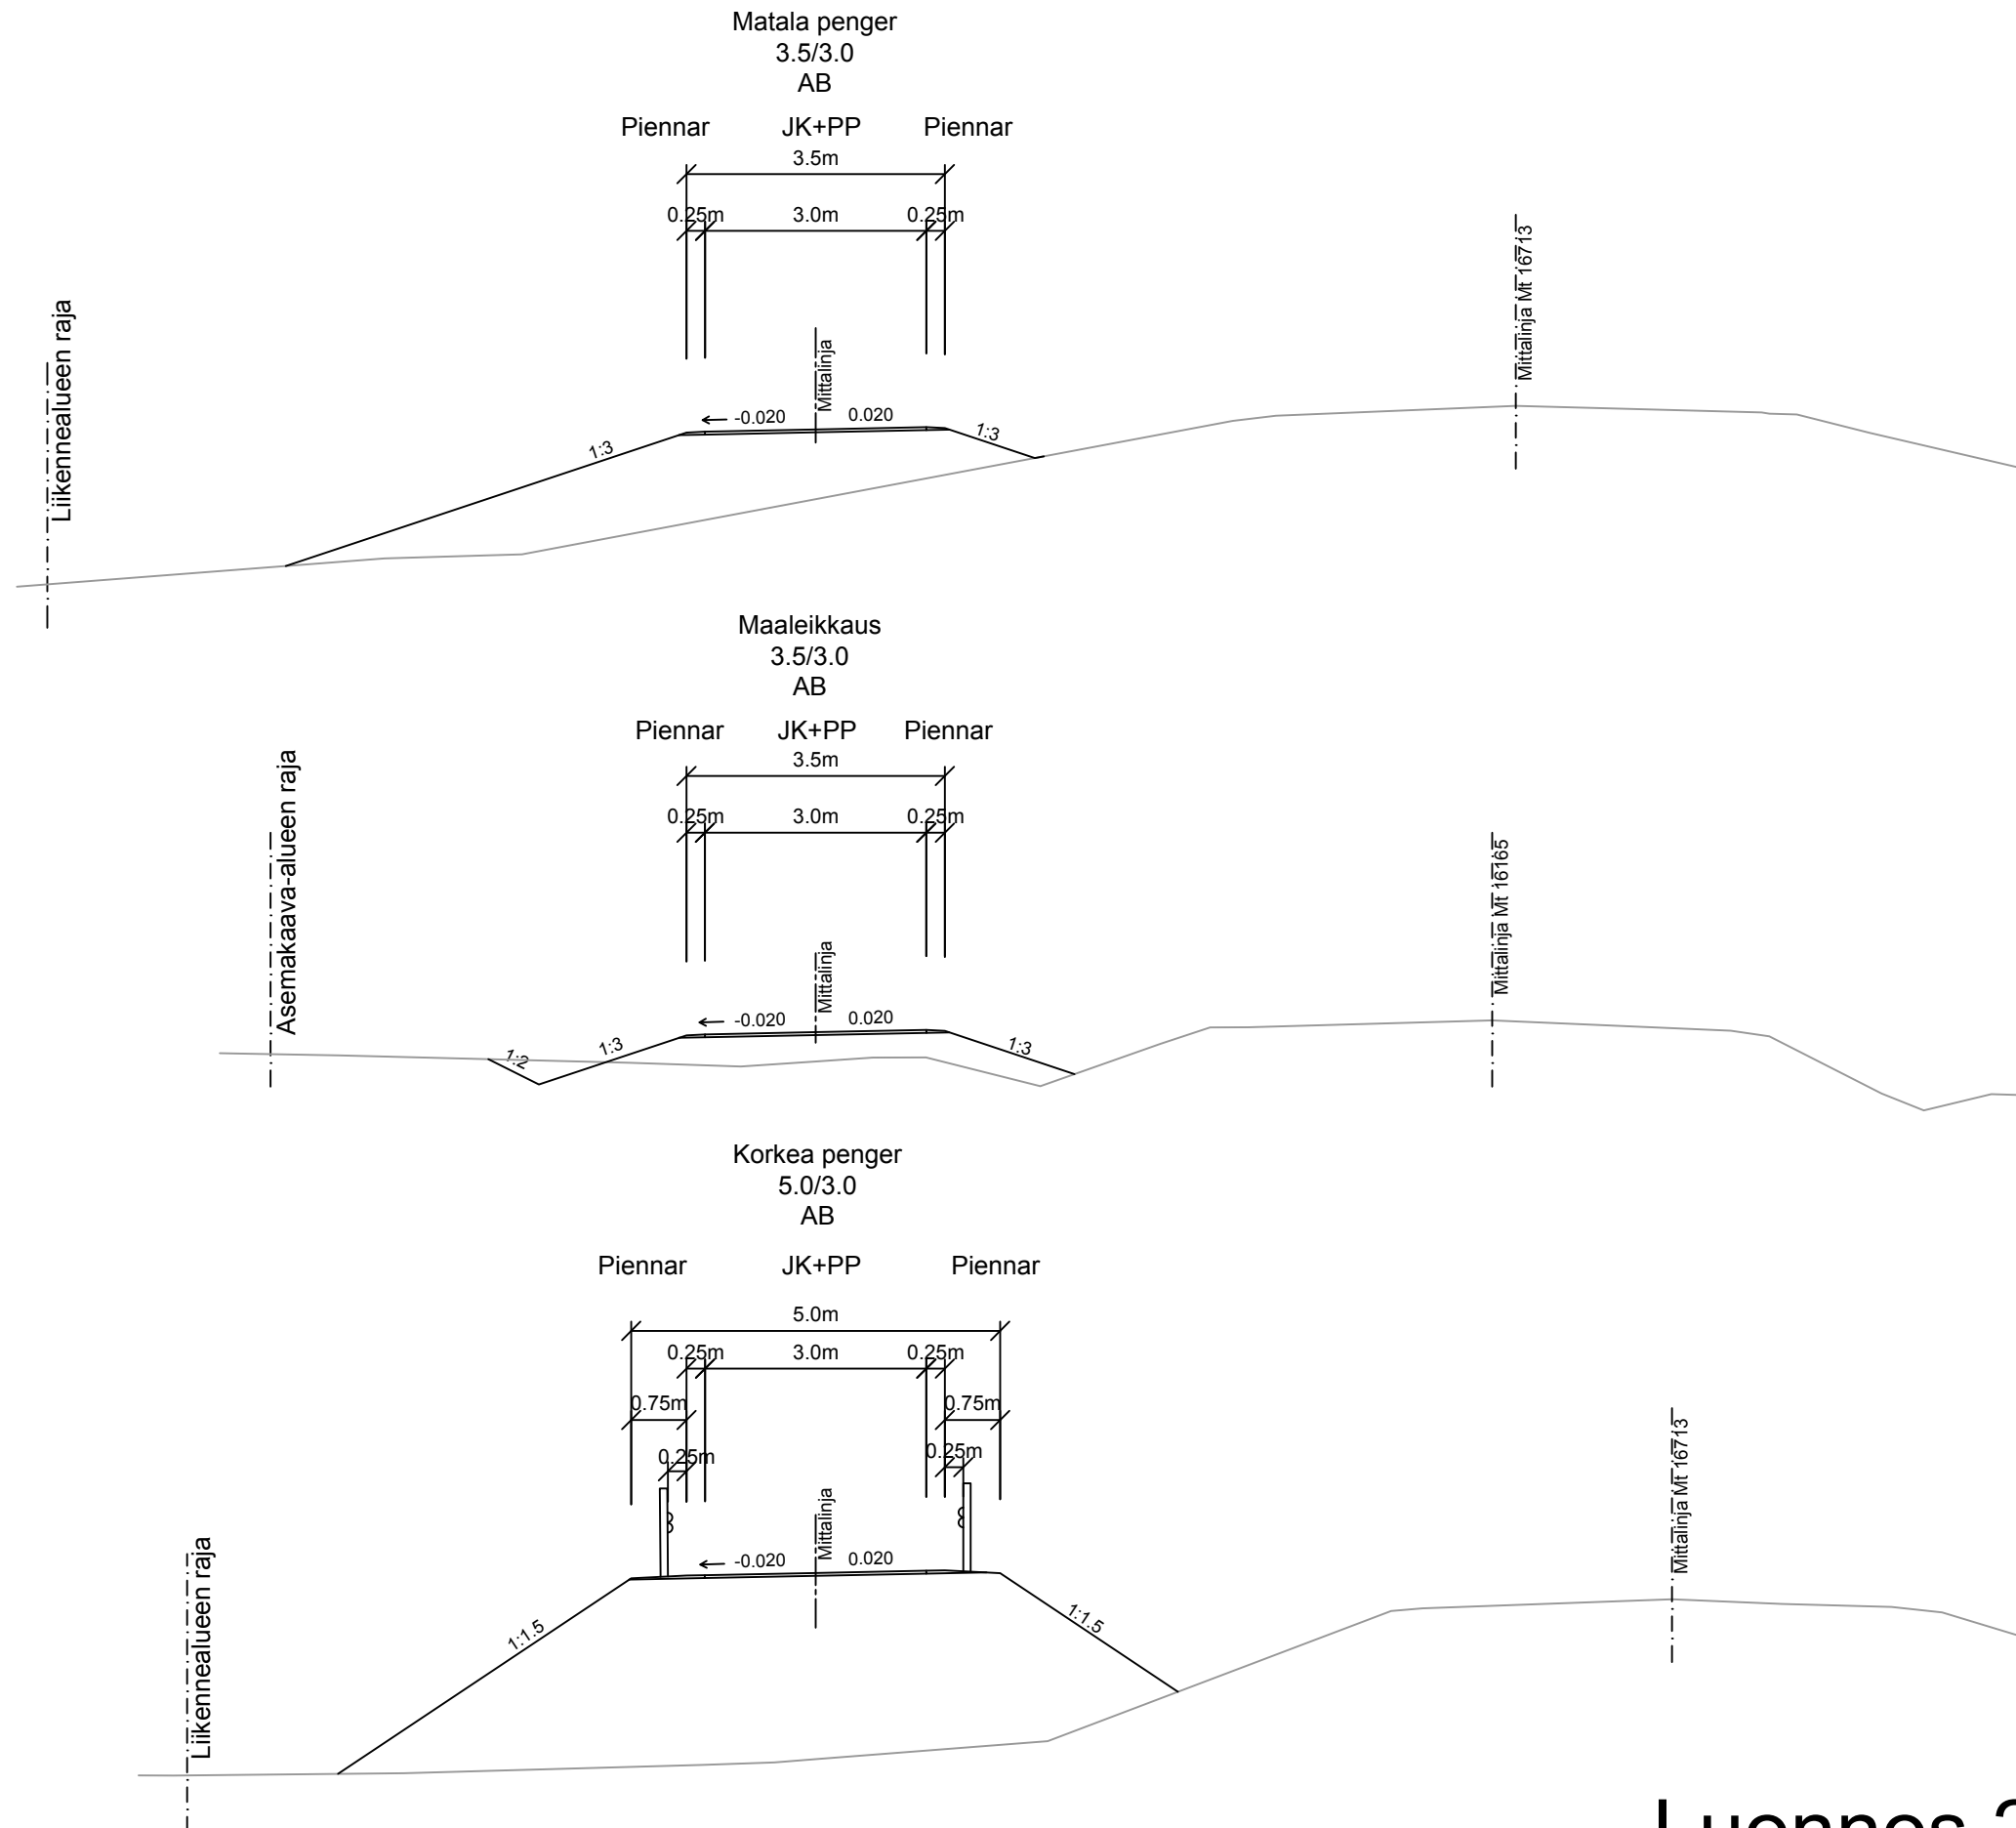 Matala penger
3.5/3.0
AB
Piennar JK+PP Piennar
3.5m
0.25m 3.0m 0.25m
Liikennealueen raja
Mittalinja
Mittalinja Mt 16713
-0.020 0.020
1:3
1:3
Maaleikkaus
3.5/3.0
AB
Piennar JK+PP Piennar
3.5m
0.25m 3.0m 0.25m
Asemakaava-alueen raja
Mittalinja
Mittalinja Mt 16165
-0.020 0.020
1:2
1:3
1:3
Korkea penger
5.0/3.0
AB
Piennar JK+PP Piennar
5.0m
0.25m 3.0m 0.25m
0.75m 0.75m
0.25m 0.25m
Liikennealueen raja
Mittalinja
Mittalinja Mt 16713
-0.020 0.020
1:1.5
1:1.5
Luonnos